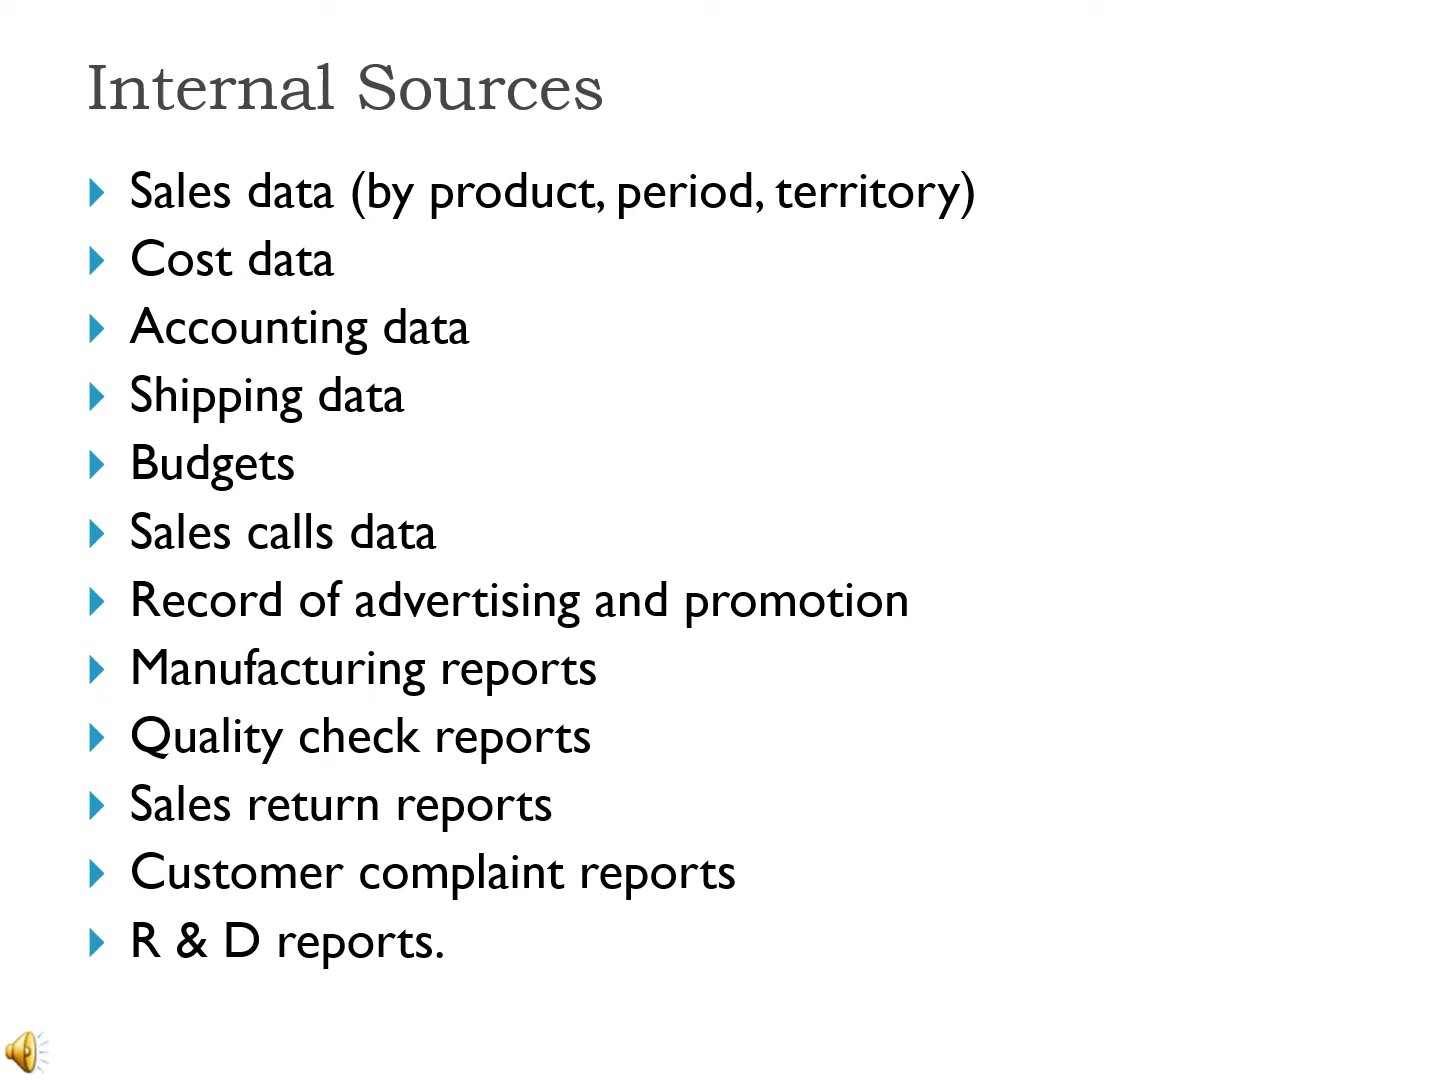 Internal Sources
Sales data (by product, period, territory)
Cost data
Accounting data
Shipping data
Budgets
Sales calls data
Record of advertising and promotion
Manufacturing reports
Quality check reports
Sales return reports
Customer complaint reports
R & D reports.